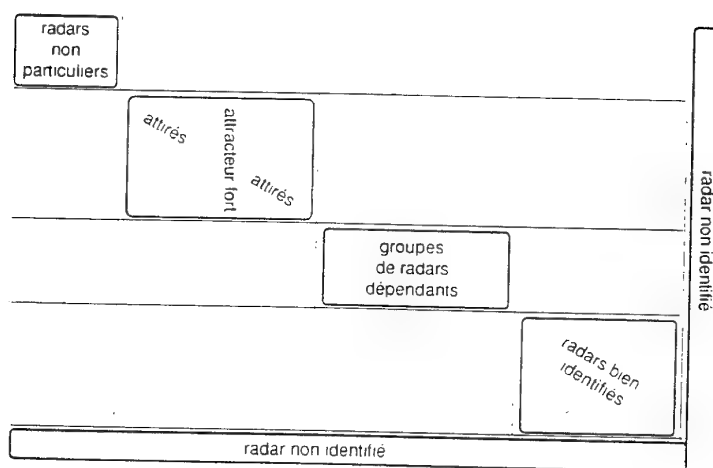 radars
non
particuliers
attirés
attracteur fort
attirés
groupes
de radars
dépendants
radars bien
identifiés
radar non identifié
radar non identifié